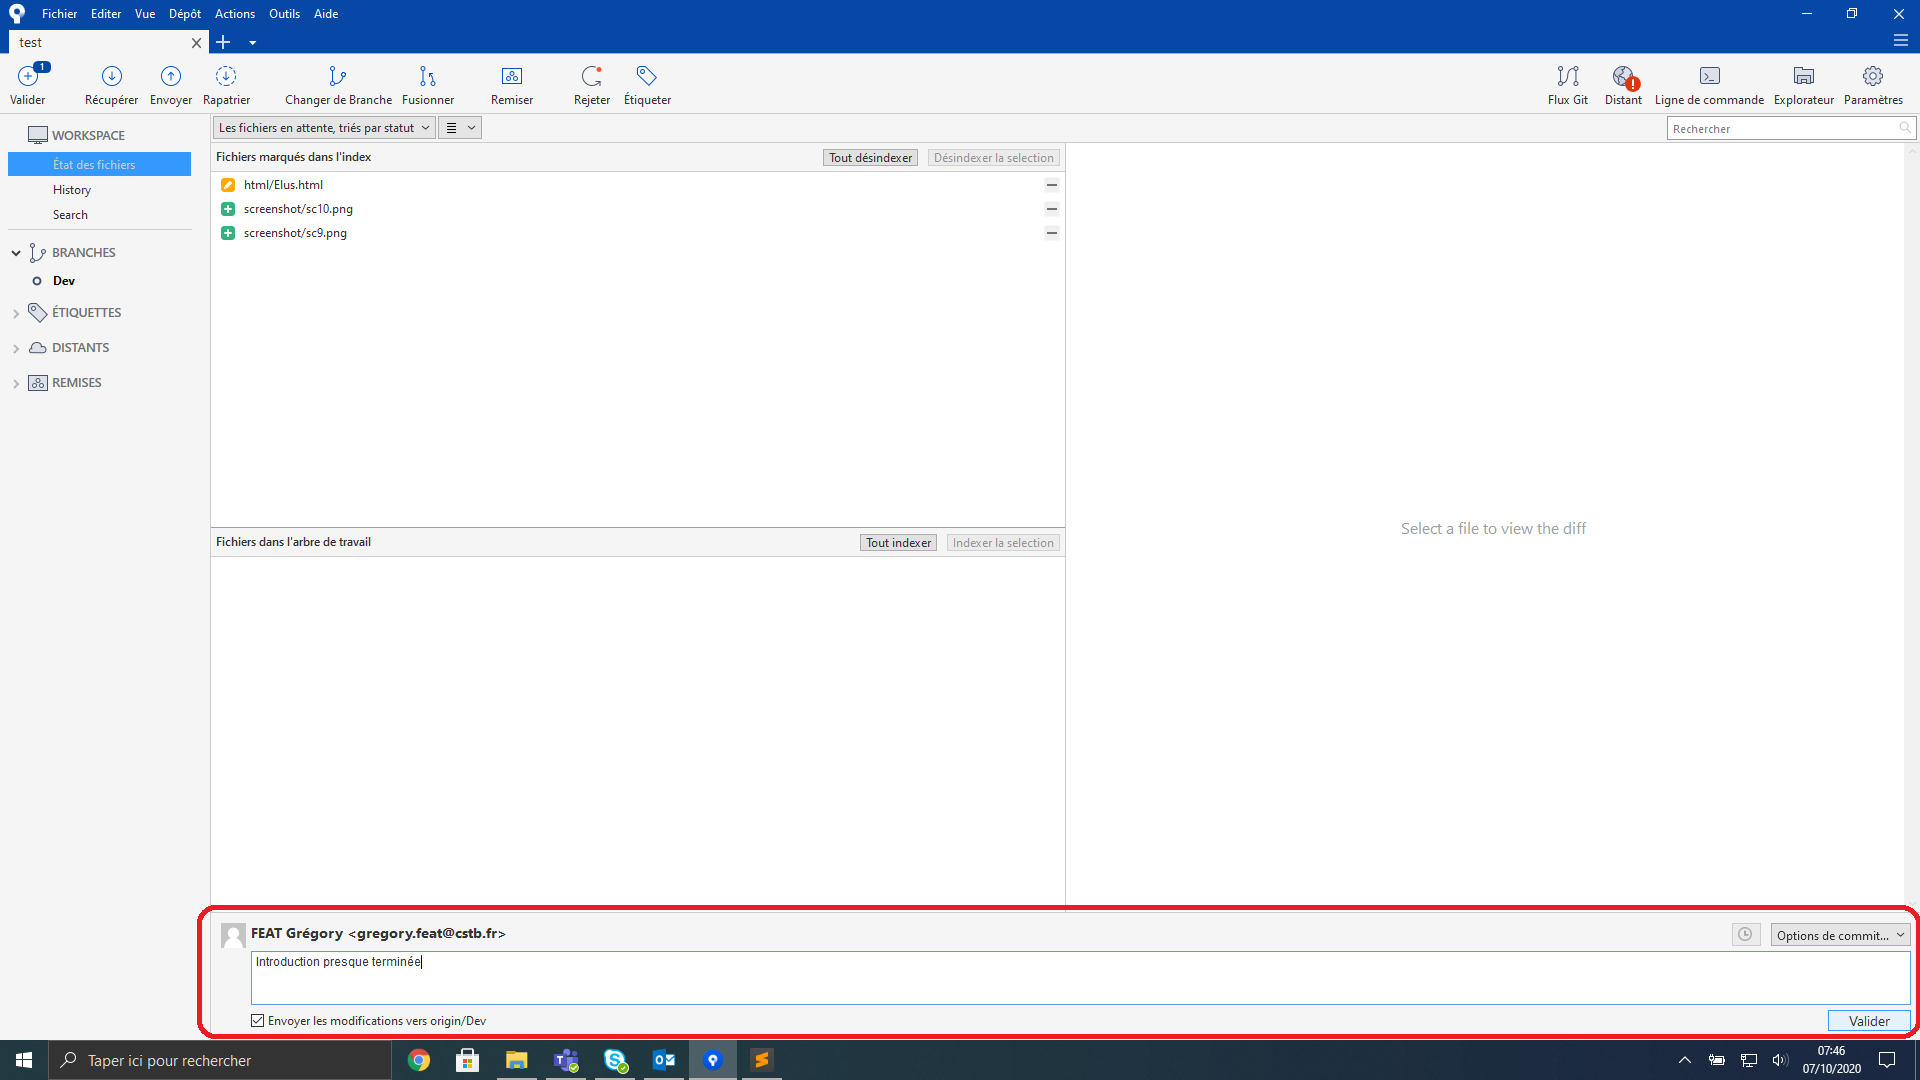 Fichier Editer Vue Dépôt Actions Outils Aide
test
1
Valider Récupérer Envoyer Rapatrier Changer de Branche Fusionner Remiser Rejeter Étiqueter Flux Git Distant Ligne de commande Explorateur Paramètres
WORKSPACE
État des fichiers
History
Search
BRANCHES
Dev
ÉTIQUETTES
DISTANTS
REMISES
Les fichiers en attente, triés par statut
Rechercher
Fichiers marqués dans l'index Tout désindexer Désindexer la selection
html/Elus.html
screenshot/sc10.png
screenshot/sc9.png
Fichiers dans l'arbre de travail Tout indexer Indexer la selection
Select a file to view the diff
FEAT Grégory <gregory.feat@cstb.fr> Options de commit...
Introduction presque terminée
Envoyer les modifications vers origin/Dev Valider
Taper ici pour rechercher
07:46
07/10/2020